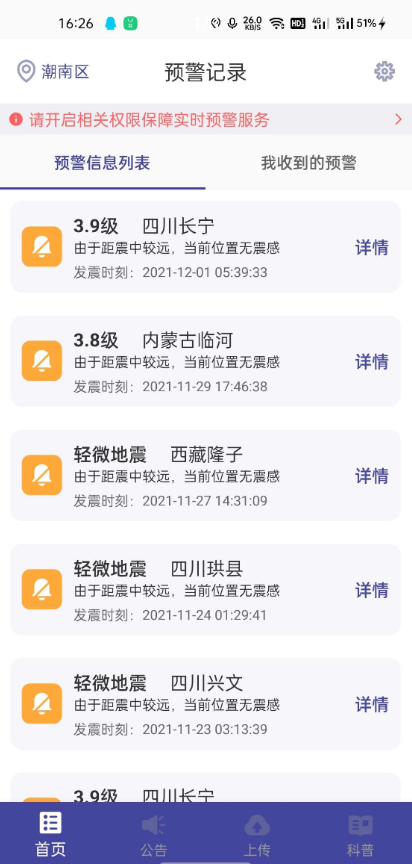 16:26 26.0 KB/S HD 4G 5G 51%
潮南区 预警记录
请开启相关权限保障实时预警服务
预警信息列表 我收到的预警
3.9级 四川长宁
由于距震中较远，当前位置无震感 详情
发震时刻：2021-12-01 05:39:33
3.8级 内蒙古临河
由于距震中较远，当前位置无震感 详情
发震时刻：2021-11-29 17:46:38
轻微地震 西藏隆子
由于距震中较远，当前位置无震感 详情
发震时刻：2021-11-27 14:31:09
轻微地震 四川珙县
由于距震中较远，当前位置无震感 详情
发震时刻：2021-11-24 01:29:41
轻微地震 四川兴文
由于距震中较远，当前位置无震感 详情
发震时刻：2021-11-23 03:13:39
3.9级 四川长宁
首页 公告 上传 科普